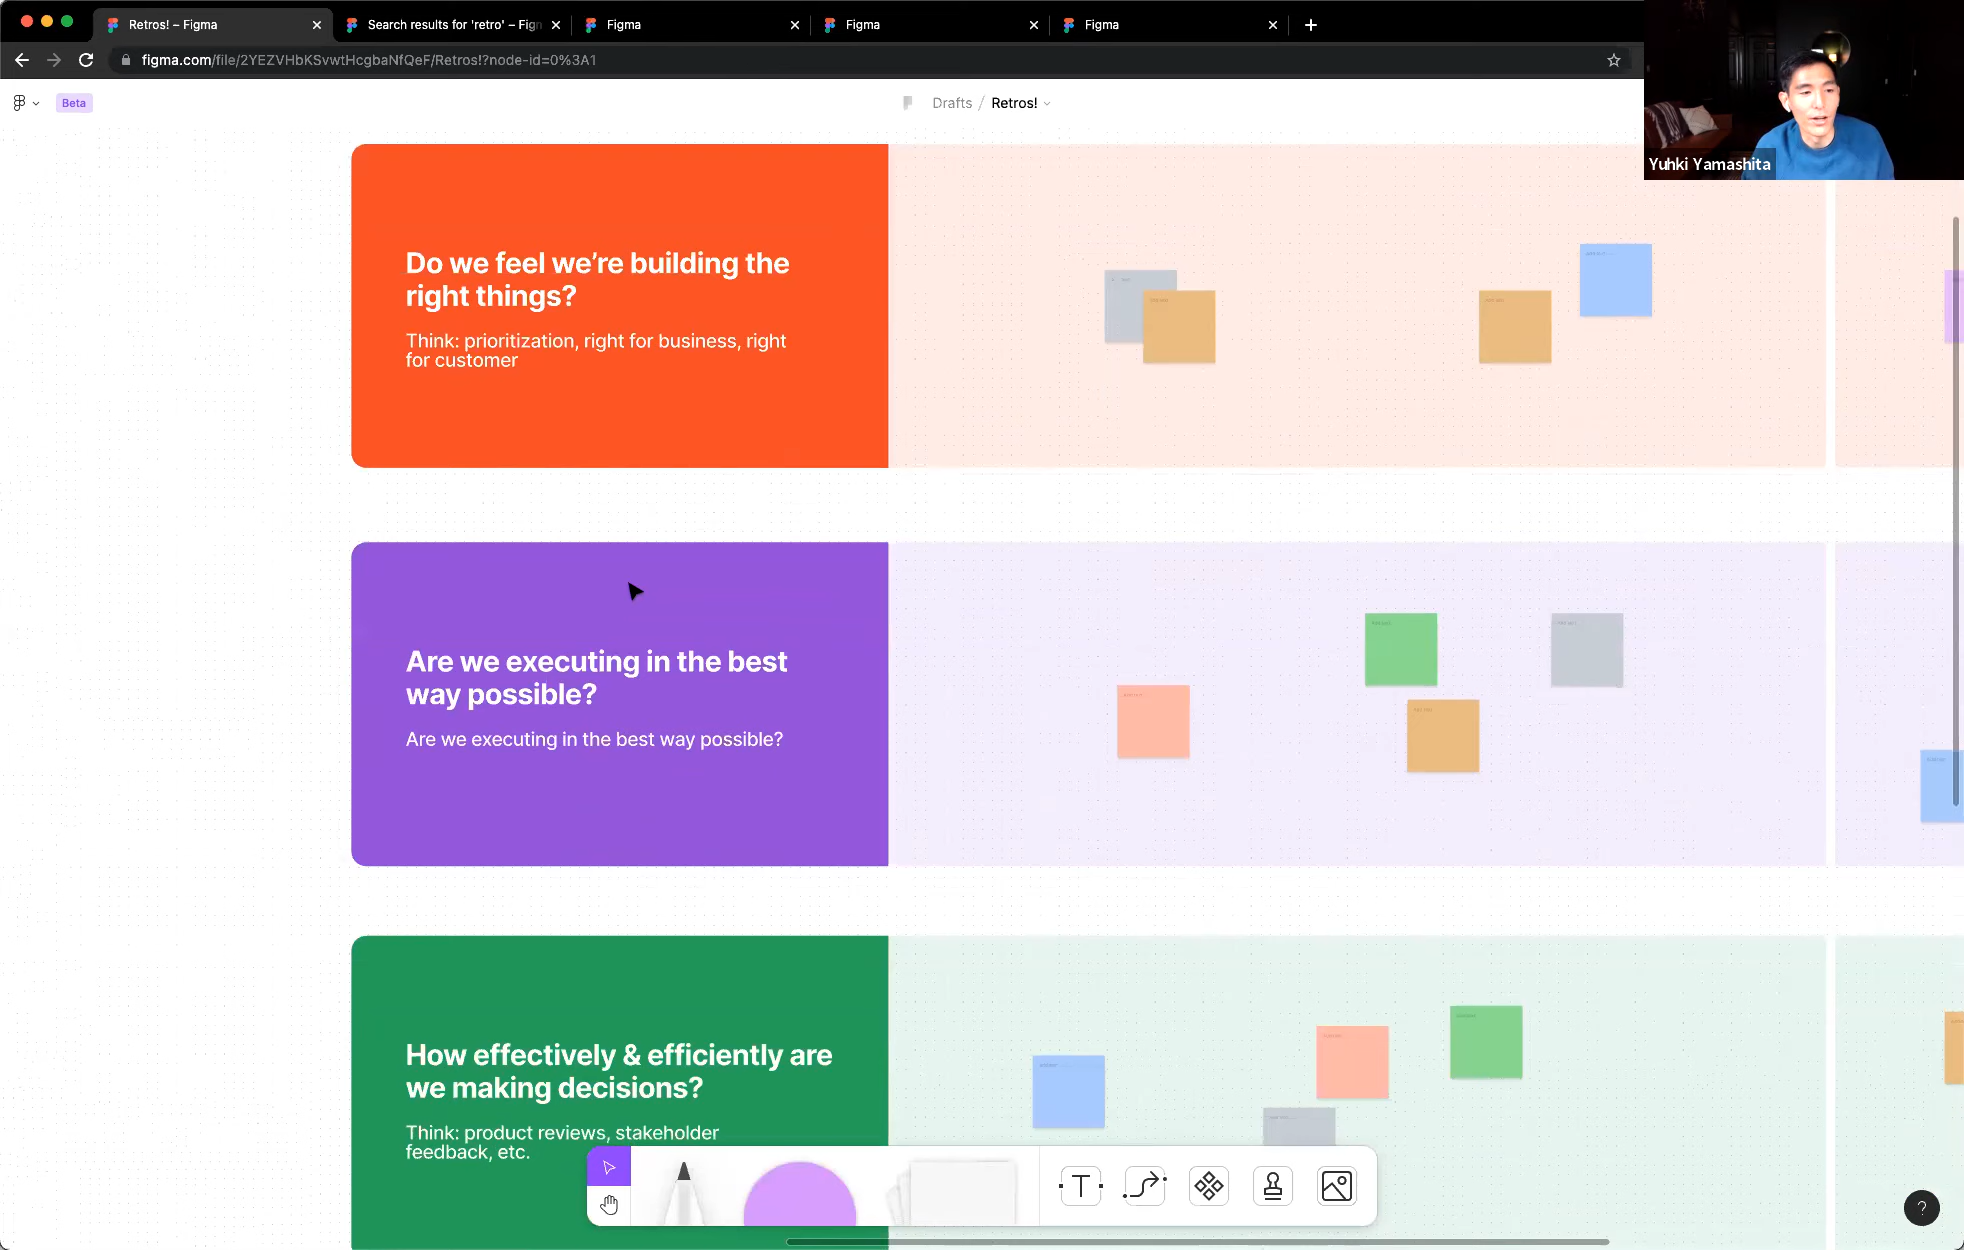 Retros! – Figma
Search results for 'retro' – Fig
Figma
Figma
Figma
figma.com/file/2YEZVHbKSvwtHcgbaNfQeF/Retros!?node-id=0%3A1
Beta
Drafts / Retros!
Yuhki Yamashita
Do we feel we’re building the
right things?
Think: prioritization, right for business, right
for customer
Are we executing in the best
way possible?
Are we executing in the best way possible?
How effectively & efficiently are
we making decisions?
Think: product reviews, stakeholder
feedback, etc.
T
?